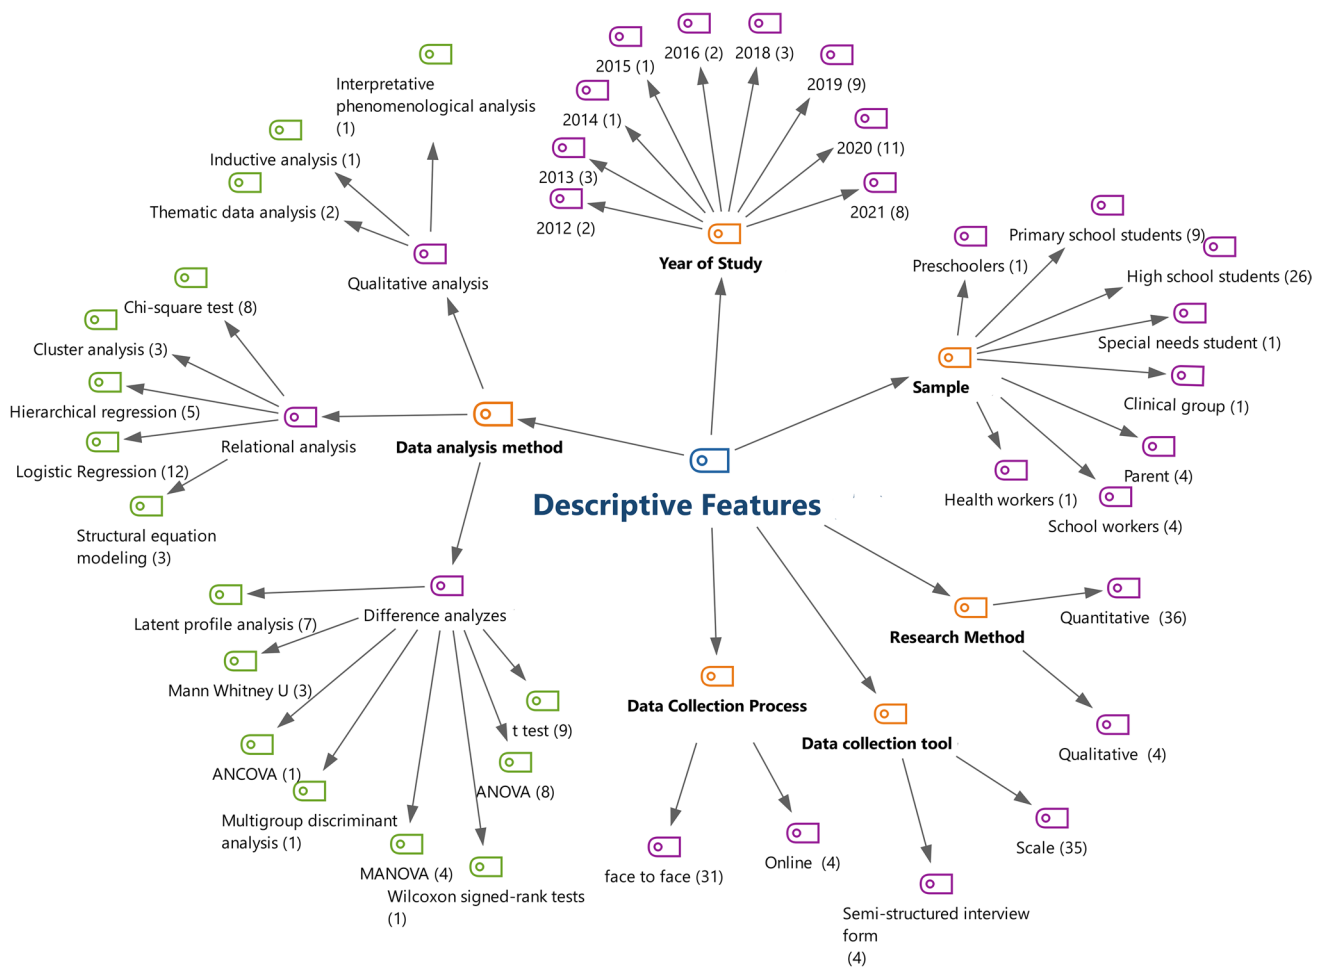 2016 (2)
2018 (3)
2015 (1)
2019 (9)
2014 (1)
2020 (11)
2013 (3)
2021 (8)
2012 (2)
Year of Study
Interpretative
phenomenological analysis
(1)
Inductive analysis (1)
Thematic data analysis (2)
Qualitative analysis
Chi-square test (8)
Cluster analysis (3)
Hierarchical regression (5)
Logistic Regression (12)
Relational analysis
Structural equation
modeling (3)
Data analysis method
Primary school students (9)
Preschoolers (1)
High school students (26)
Special needs student (1)
Sample
Clinical group (1)
Parent (4)
Health workers (1)
School workers (4)
Descriptive Features
Difference analyzes
Latent profile analysis (7)
Mann Whitney U (3)
ANCOVA (1)
Multigroup discriminant
analysis (1)
MANOVA (4)
Wilcoxon signed-rank tests
(1)
t test (9)
ANOVA (8)
Data Collection Process
face to face (31)
Online (4)
Data collection tool
Scale (35)
Semi-structured interview
form
(4)
Research Method
Quantitative (36)
Qualitative (4)